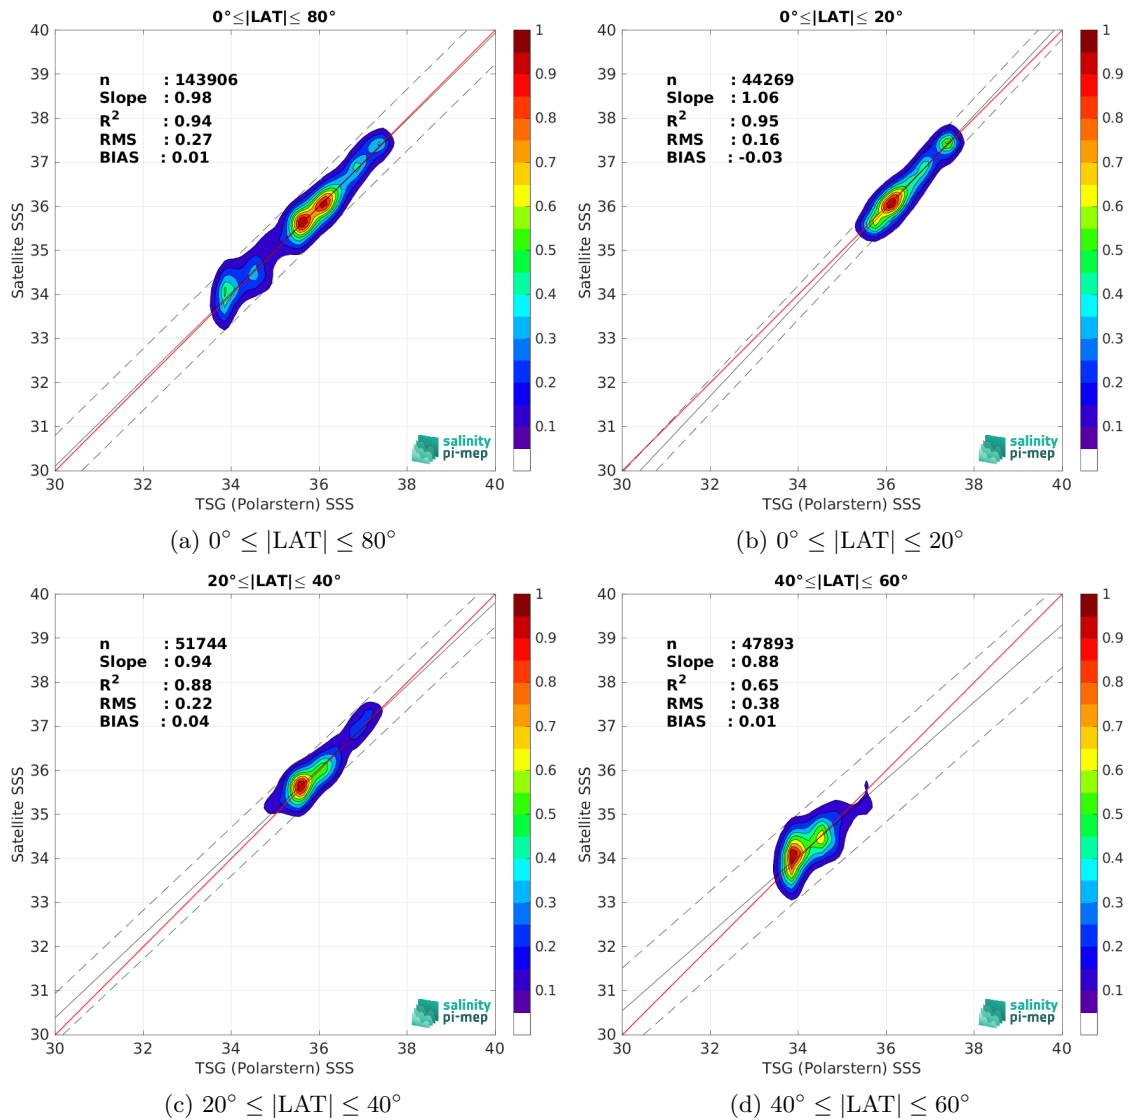 0°≤|LAT|≤ 80°
n : 143906
Slope : 0.98
R2 : 0.94
RMS : 0.27
BIAS : 0.01
40
39
38
37
36
35
34
33
32
31
30
30 32 34 36 38 40
Satellite SSS
TSG (Polarstern) SSS
1
0.9
0.8
0.7
0.6
0.5
0.4
0.3
0.2
0.1
salinity
pi-mep
(a) 0° ≤ |LAT| ≤ 80°
0°≤|LAT|≤ 20°
n : 44269
Slope : 1.06
R2 : 0.95
RMS : 0.16
BIAS : -0.03
40
39
38
37
36
35
34
33
32
31
30
30 32 34 36 38 40
Satellite SSS
TSG (Polarstern) SSS
1
0.9
0.8
0.7
0.6
0.5
0.4
0.3
0.2
0.1
salinity
pi-mep
(b) 0° ≤ |LAT| ≤ 20°
20°≤|LAT|≤ 40°
n : 51744
Slope : 0.94
R2 : 0.88
RMS : 0.22
BIAS : 0.04
40
39
38
37
36
35
34
33
32
31
30
30 32 34 36 38 40
Satellite SSS
TSG (Polarstern) SSS
1
0.9
0.8
0.7
0.6
0.5
0.4
0.3
0.2
0.1
salinity
pi-mep
(c) 20° ≤ |LAT| ≤ 40°
40°≤|LAT|≤ 60°
n : 47893
Slope : 0.88
R2 : 0.65
RMS : 0.38
BIAS : 0.01
40
39
38
37
36
35
34
33
32
31
30
30 32 34 36 38 40
Satellite SSS
TSG (Polarstern) SSS
1
0.9
0.8
0.7
0.6
0.5
0.4
0.3
0.2
0.1
salinity
pi-mep
(d) 40° ≤ |LAT| ≤ 60°